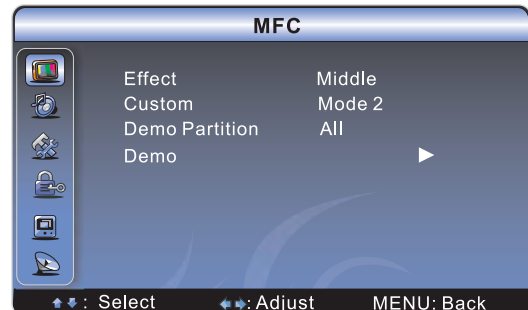 MFC
Effect Middle
Custom Mode 2
Demo Partition All
Demo
: Select : Adjust MENU: Back